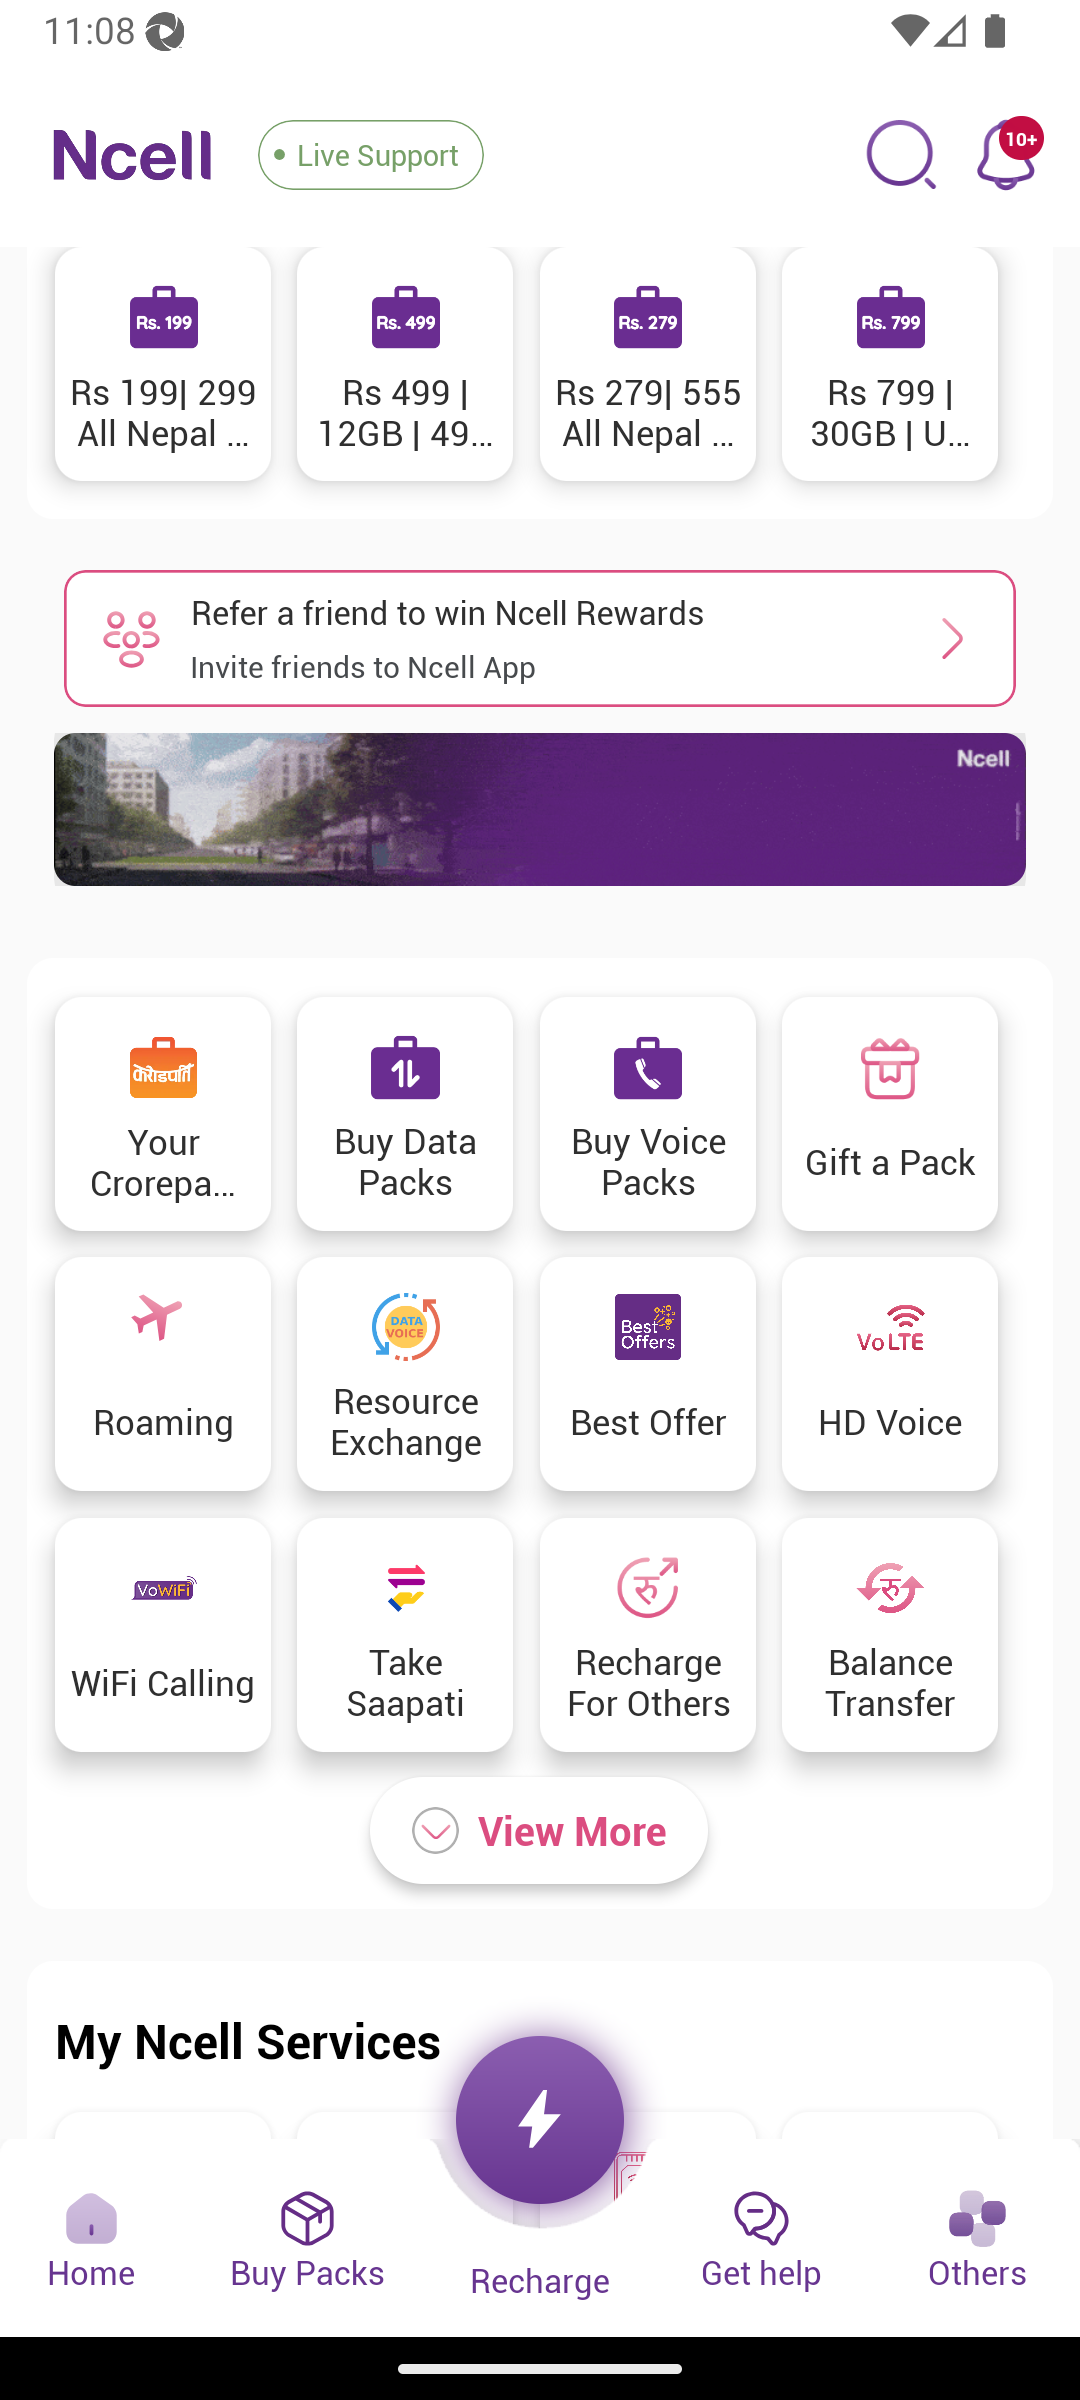 11:08
Ncell
Live Support
10+
Rs. 199
Rs. 499
Rs. 279
Rs. 799
Rs 199| 299
All Nepal ...
Rs 499 |
12GB | 49...
Rs 279| 555
All Nepal ...
Rs 799 |
30GB | U...
Refer a friend to win Ncell Rewards
Invite friends to Ncell App
Ncell
करोडपति
Your
Crorepa...
Buy Data
Packs
Buy Voice
Packs
Gift a Pack
Roaming
DATA
VOICE
Resource
Exchange
Best
Offers
Best Offer
VoLTE
HD Voice
VoWiFi
WiFi Calling
Take
Saapati
रु
Recharge
For Others
रु
Balance
Transfer
View More
My Ncell Services
Home
Buy Packs
Recharge
Get help
Others